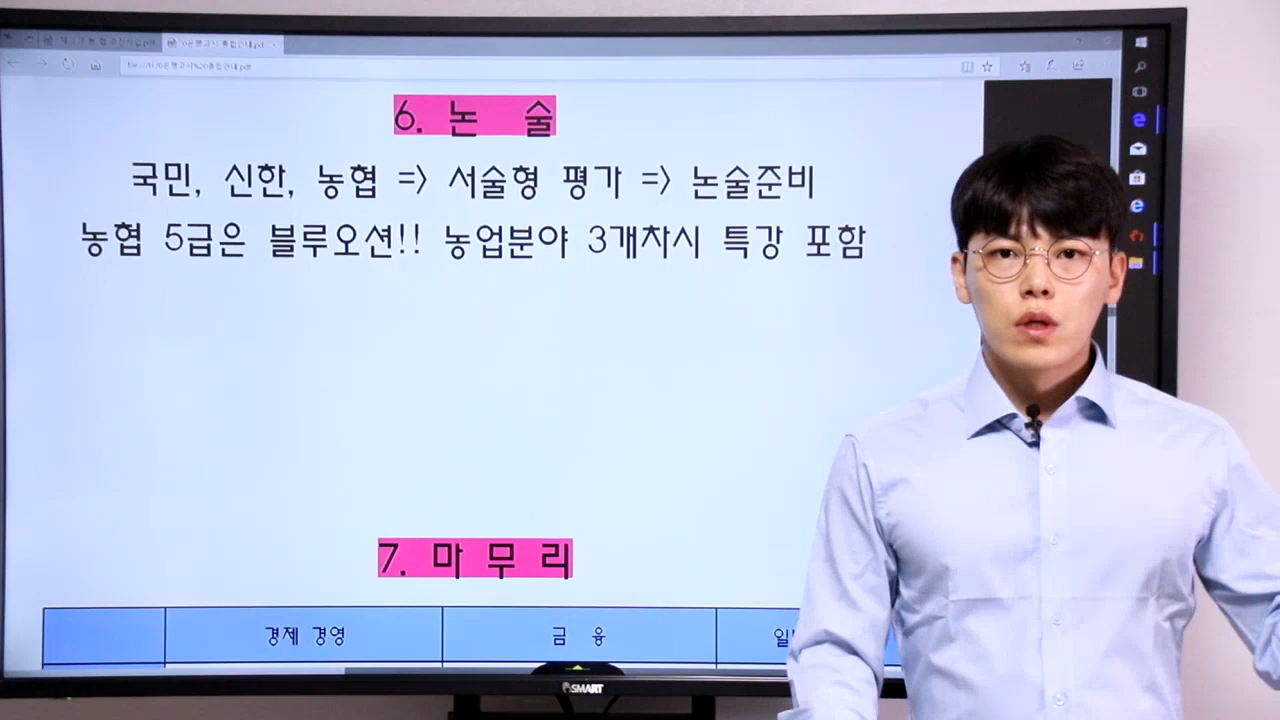 6. 논 술
국민, 신한, 농협 => 서술형 평가 => 논술준비
농협 5급은 블루오션!! 농업분야 3개차시 특강 포함
7. 마 무 리
경제 경영 금 융
SMART